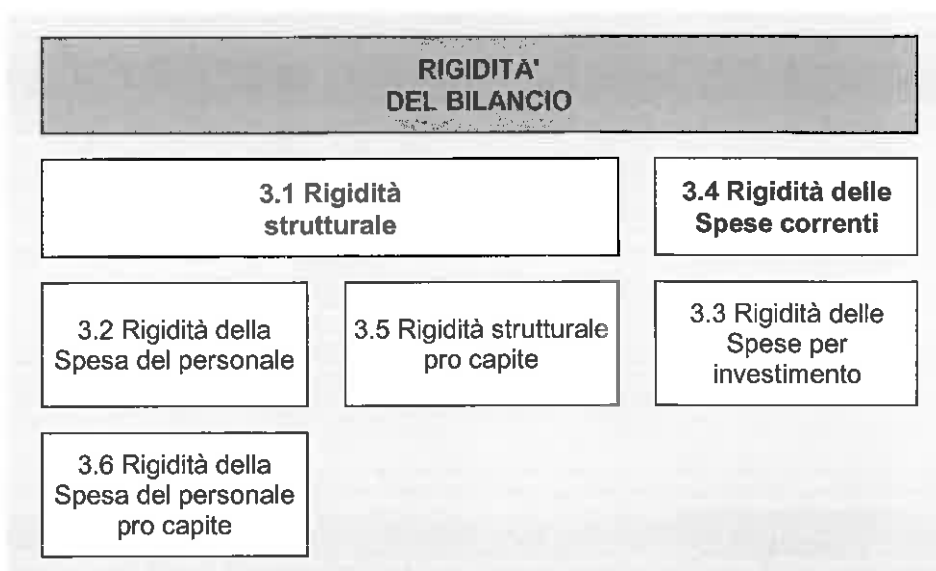 RIGIDITA'
DEL BILANCIO
3.1 Rigidità
strutturale
3.4 Rigidità delle
Spese correnti
3.2 Rigidità della
Spesa del personale
3.5 Rigidità strutturale
pro capite
3.3 Rigidità delle
Spese per
investimento
3.6 Rigidità della
Spesa del personale
pro capite